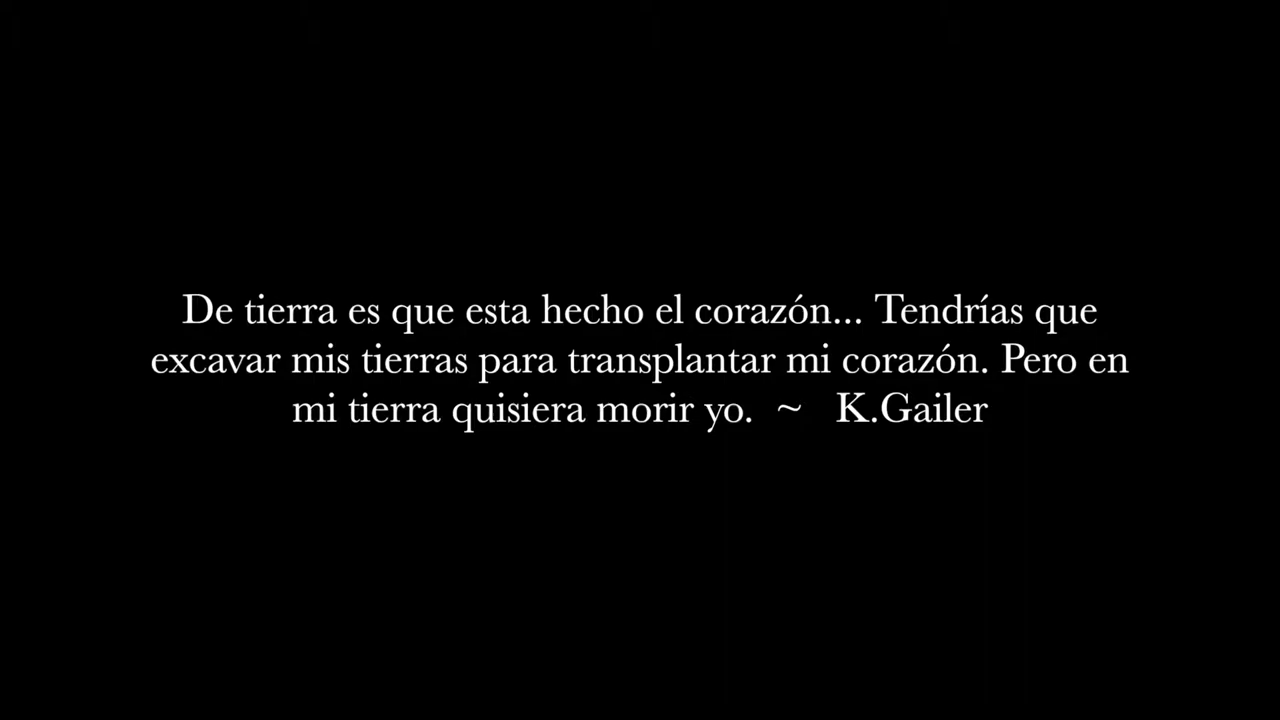 De tierra es que esta hecho el corazón... Tendrías que
excavar mis tierras para transplantar mi corazón. Pero en
mi tierra quisiera morir yo.  ~   K.Gailer